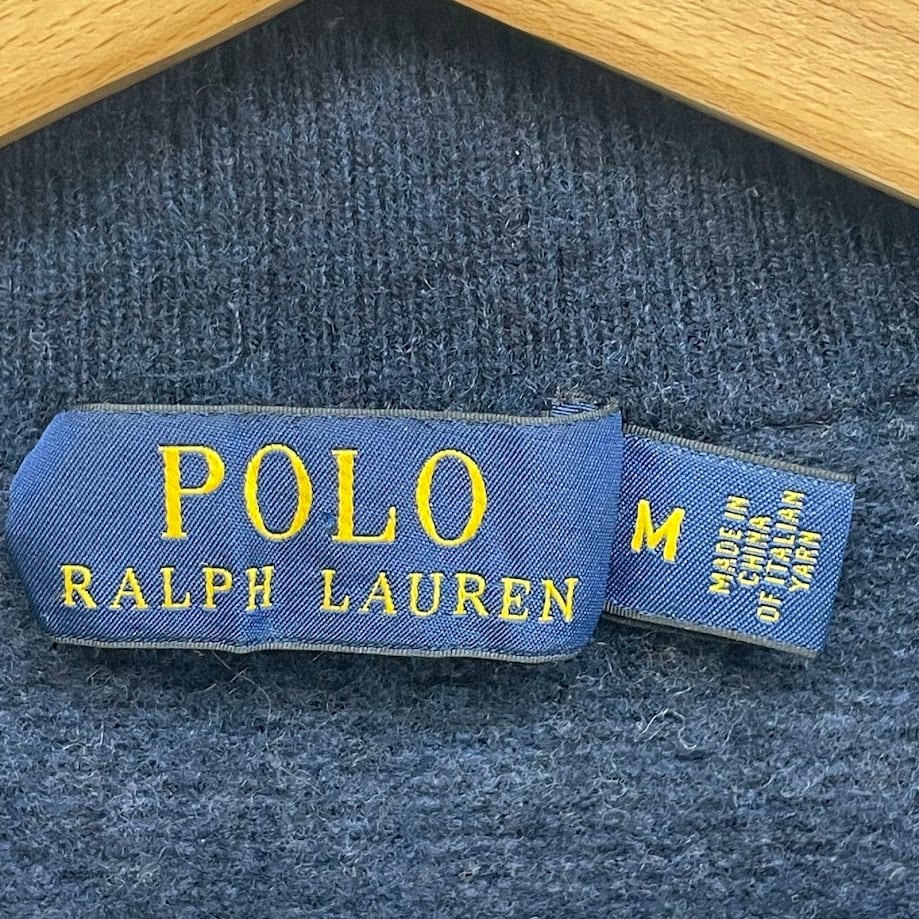 POLO
RALPH LAUREN
M
MADE IN
CHINA
OF ITALIAN
YARN